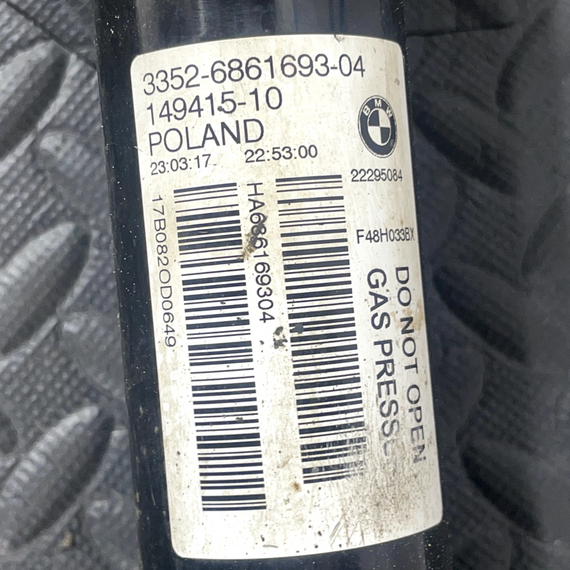 3352-6861693-04
149415-10
POLAND
23:03:17 22:53:00
BMW
22295084
F48H033BX
17B082OD0649
HA686169304
DO NOT OPEN
GAS PRESS